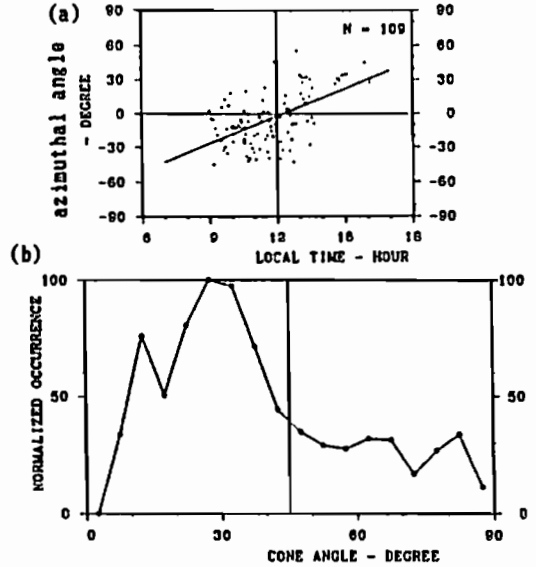 (a)
azimuthal angle
- DEGREE
90
60
30
0
-30
-60
-90
N = 109
90
60
30
0
-30
-60
-90
6 9 12 15 18
LOCAL TIME - HOUR
(b)
NORMALIZED OCCURRENCE
100
50
0
100
50
0
0 30 60 90
CONE ANGLE - DEGREE